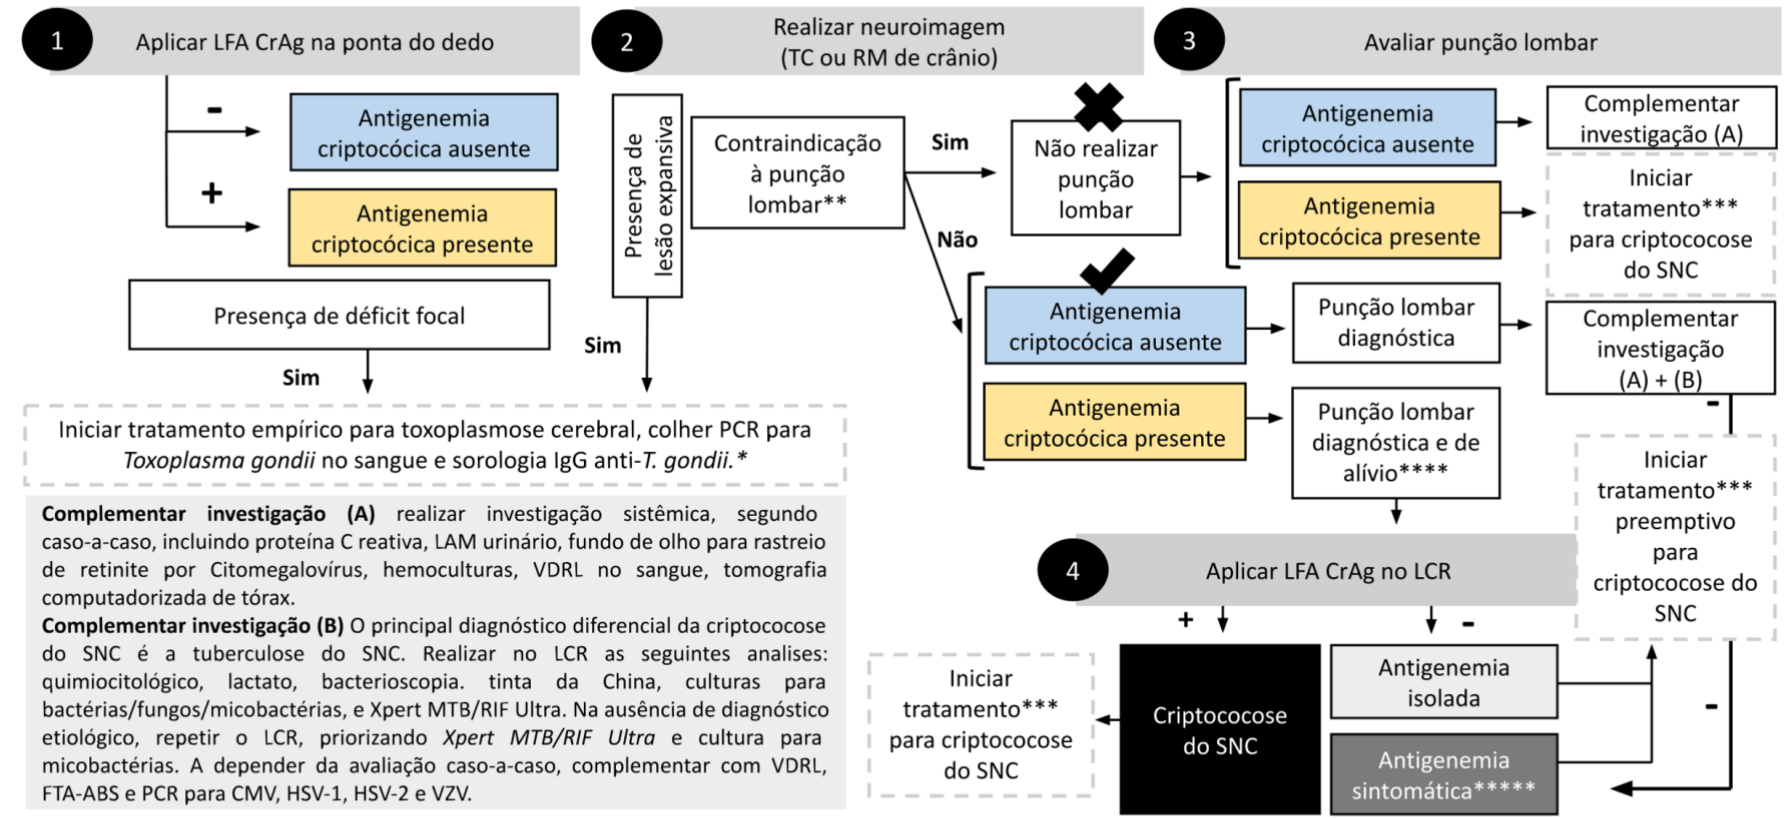 1
Aplicar LFA CrAg na ponta do dedo
-
Antigenemia
criptocócica ausente
+
Antigenemia
criptocócica presente
Presença de déficit focal
Sim
2
Realizar neuroimagem
(TC ou RM de crânio)
Presença de
lesão expansiva
Sim
Contraindicação
à punção
lombar**
Sim
Não
Não realizar
punção
lombar
3
Avaliar punção lombar
Antigenemia
criptocócica ausente
Complementar
investigação (A)
Antigenemia
criptocócica presente
Iniciar
tratamento***
para criptococose
do SNC
Antigenemia
criptocócica ausente
Punção lombar
diagnóstica
Complementar
investigação
(A) + (B)
-
Antigenemia
criptocócica presente
Punção lombar
diagnóstica e de
alívio****
Iniciar
tratamento***
preemptivo
para
criptococose do
SNC
4
Aplicar LFA CrAg no LCR
+
-
Iniciar
tratamento***
para criptococose
do SNC
Criptococose
do SNC
Antigenemia
isolada
Antigenemia
sintomática*****
-
Iniciar tratamento empírico para toxoplasmose cerebral, colher PCR para
Toxoplasma gondii no sangue e sorologia IgG anti-T. gondii.*
Complementar investigação (A) realizar investigação sistêmica, segundo
caso-a-caso, incluindo proteína C reativa, LAM urinário, fundo de olho para rastreio
de retinite por Citomegalovírus, hemoculturas, VDRL no sangue, tomografia
computadorizada de tórax.
Complementar investigação (B) O principal diagnóstico diferencial da criptococose
do SNC é a tuberculose do SNC. Realizar no LCR as seguintes analises:
quimiocitológico, lactato, bacterioscopia. tinta da China, culturas para
bactérias/fungos/micobactérias, e Xpert MTB/RIF Ultra. Na ausência de diagnóstico
etiológico, repetir o LCR, priorizando Xpert MTB/RIF Ultra e cultura para
micobactérias. A depender da avaliação caso-a-caso, complementar com VDRL,
FTA-ABS e PCR para CMV, HSV-1, HSV-2 e VZV.